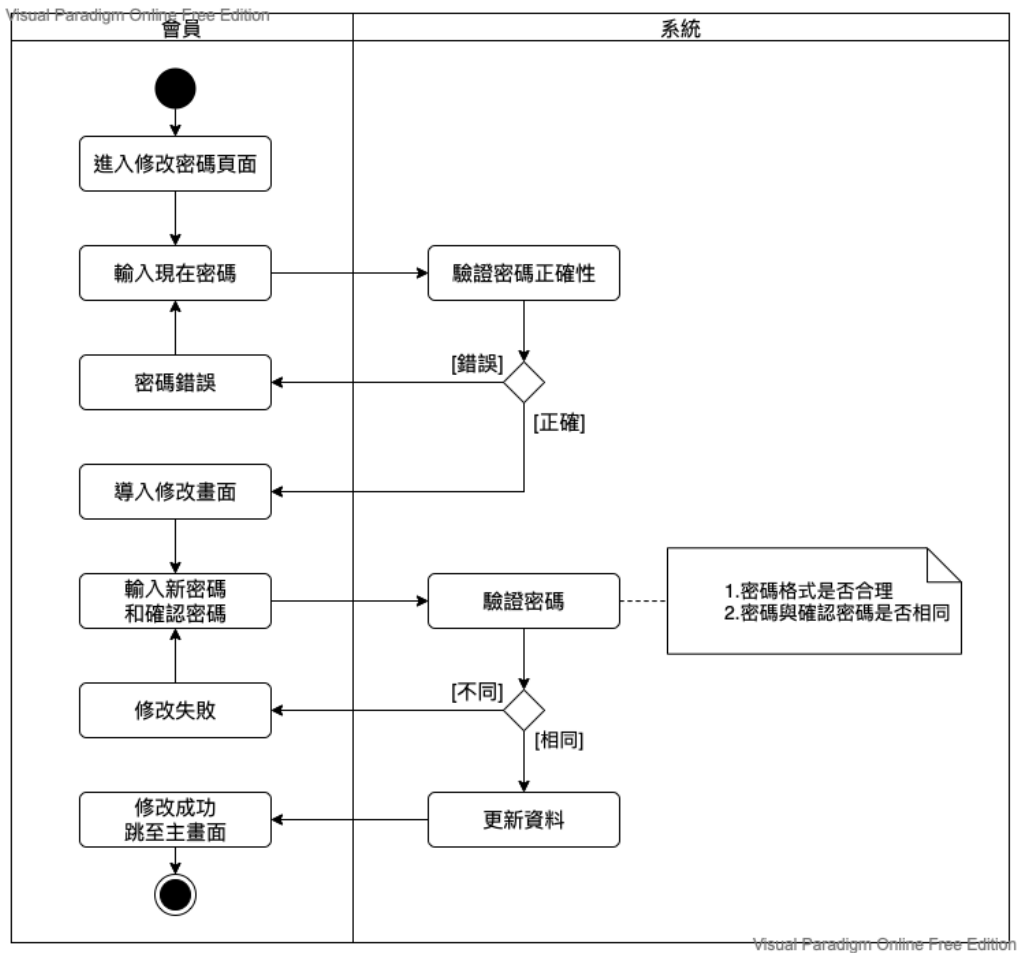 Visual Paradigm Online Free Edition
會員
系統
進入修改密碼頁面
輸入現在密碼
驗證密碼正確性
[錯誤]
密碼錯誤
[正確]
導入修改畫面
輸入新密碼
和確認密碼
驗證密碼
1.密碼格式是否合理
2.密碼與確認密碼是否相同
[不同]
修改失敗
[相同]
修改成功
跳至主畫面
更新資料
Visual Paradigm Online Free Edition